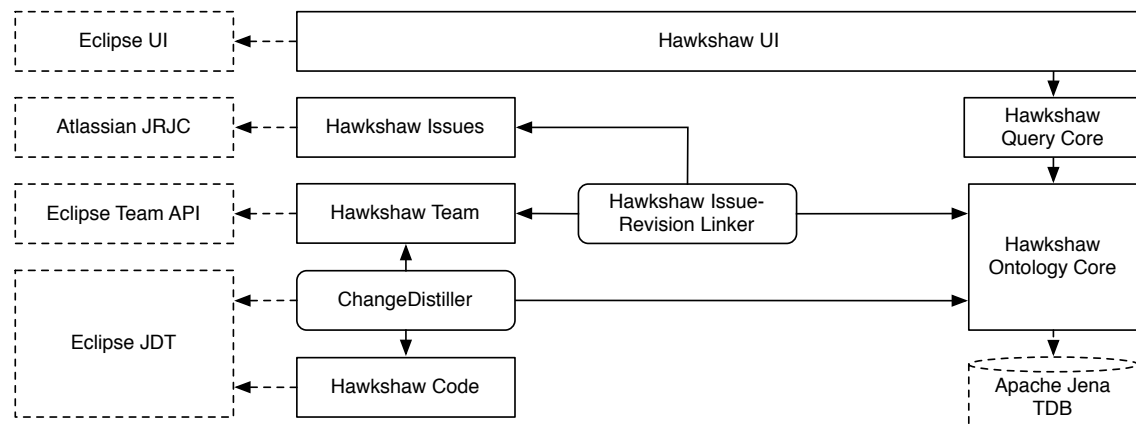 Eclipse UI
Hawkshaw UI
Atlassian JRJC
Hawkshaw Issues
Hawkshaw
Query Core
Eclipse Team API
Hawkshaw Team
Hawkshaw Issue-
Revision Linker
Hawkshaw
Ontology Core
Eclipse JDT
ChangeDistiller
Hawkshaw Code
Apache Jena
TDB